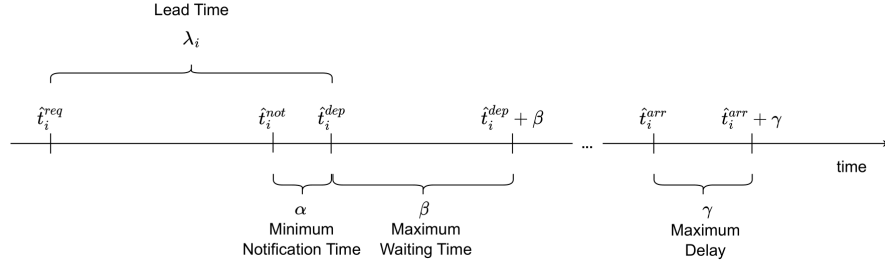 Lead Time
λ_i
t̂_i^{req} t̂_i^{not} t̂_i^{dep} t̂_i^{dep} + β t̂_i^{arr} t̂_i^{arr} + γ
...
time
α β γ
Minimum Maximum Maximum
Notification Time Waiting Time Delay